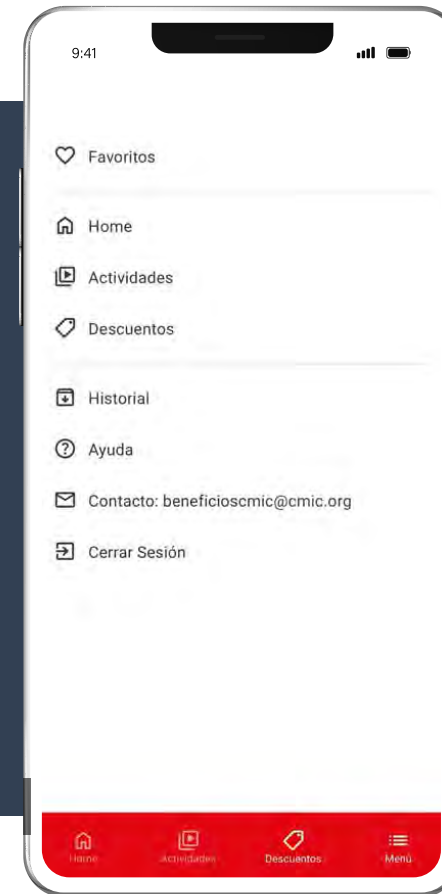 9:41
Favoritos
Home
Actividades
Descuentos
Historial
Ayuda
Contacto: beneficioscmic@cmic.org
Cerrar Sesión
Home
Actividades
Descuentos
Menú